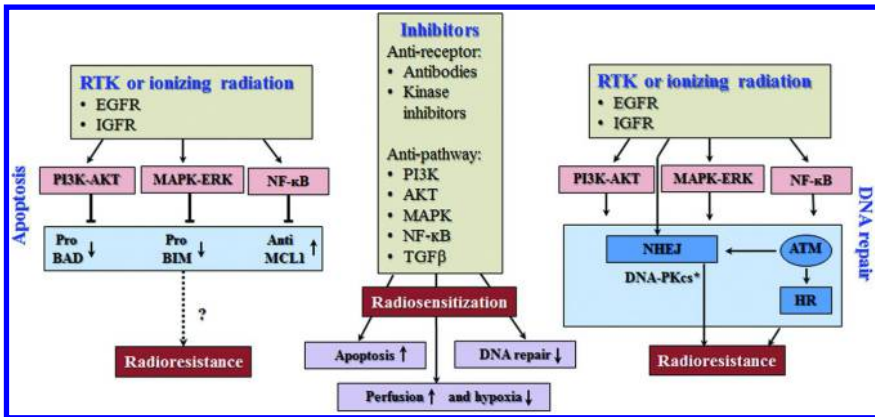 Apoptosis
RTK or ionizing radiation
• EGFR
• IGFR
PI3K-AKT
MAPK-ERK
NF-κB
Pro
BAD ↓
Pro
BIM ↓
Anti
MCL1 ↑
?
Radioresistance
Inhibitors
Anti-receptor:
• Antibodies
• Kinase
inhibitors
Anti-pathway:
• PI3K
• AKT
• MAPK
• NF-κB
• TGFβ
Radiosensitization
Apoptosis ↑
DNA repair ↓
Perfusion ↑ and hypoxia ↓
RTK or ionizing radiation
• EGFR
• IGFR
PI3K-AKT
MAPK-ERK
NF-κB
NHEJ
ATM
DNA-PKcs*
HR
Radioresistance
DNA repair